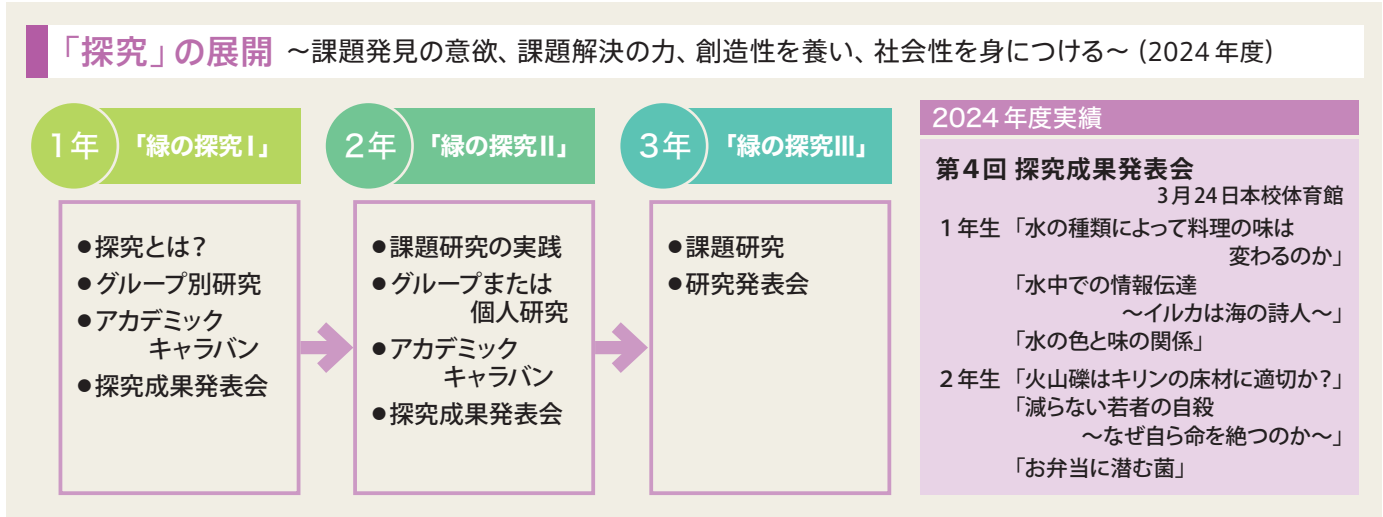 「探究」の展開 ～課題発見の意欲、課題解決の力、創造性を養い、社会性を身につける～ (2024年度)
1年 「緑の探究Ⅰ」
●探究とは？
●グループ別研究
●アカデミック
キャラバン
●探究成果発表会
2年 「緑の探究Ⅱ」
●課題研究の実践
●グループまたは
個人研究
●アカデミック
キャラバン
●探究成果発表会
3年 「緑の探究Ⅲ」
●課題研究
●研究発表会
2024年度実績
第4回 探究成果発表会
3月24日本校体育館
1年生 「水の種類によって料理の味は
変わるのか」
「水中での情報伝達
～イルカは海の詩人～」
「水の色と味の関係」
2年生 「火山礫はキリンの床材に適切か？」
「減らない若者の自殺
～なぜ自ら命を絶つのか～」
「お弁当に潜む菌」